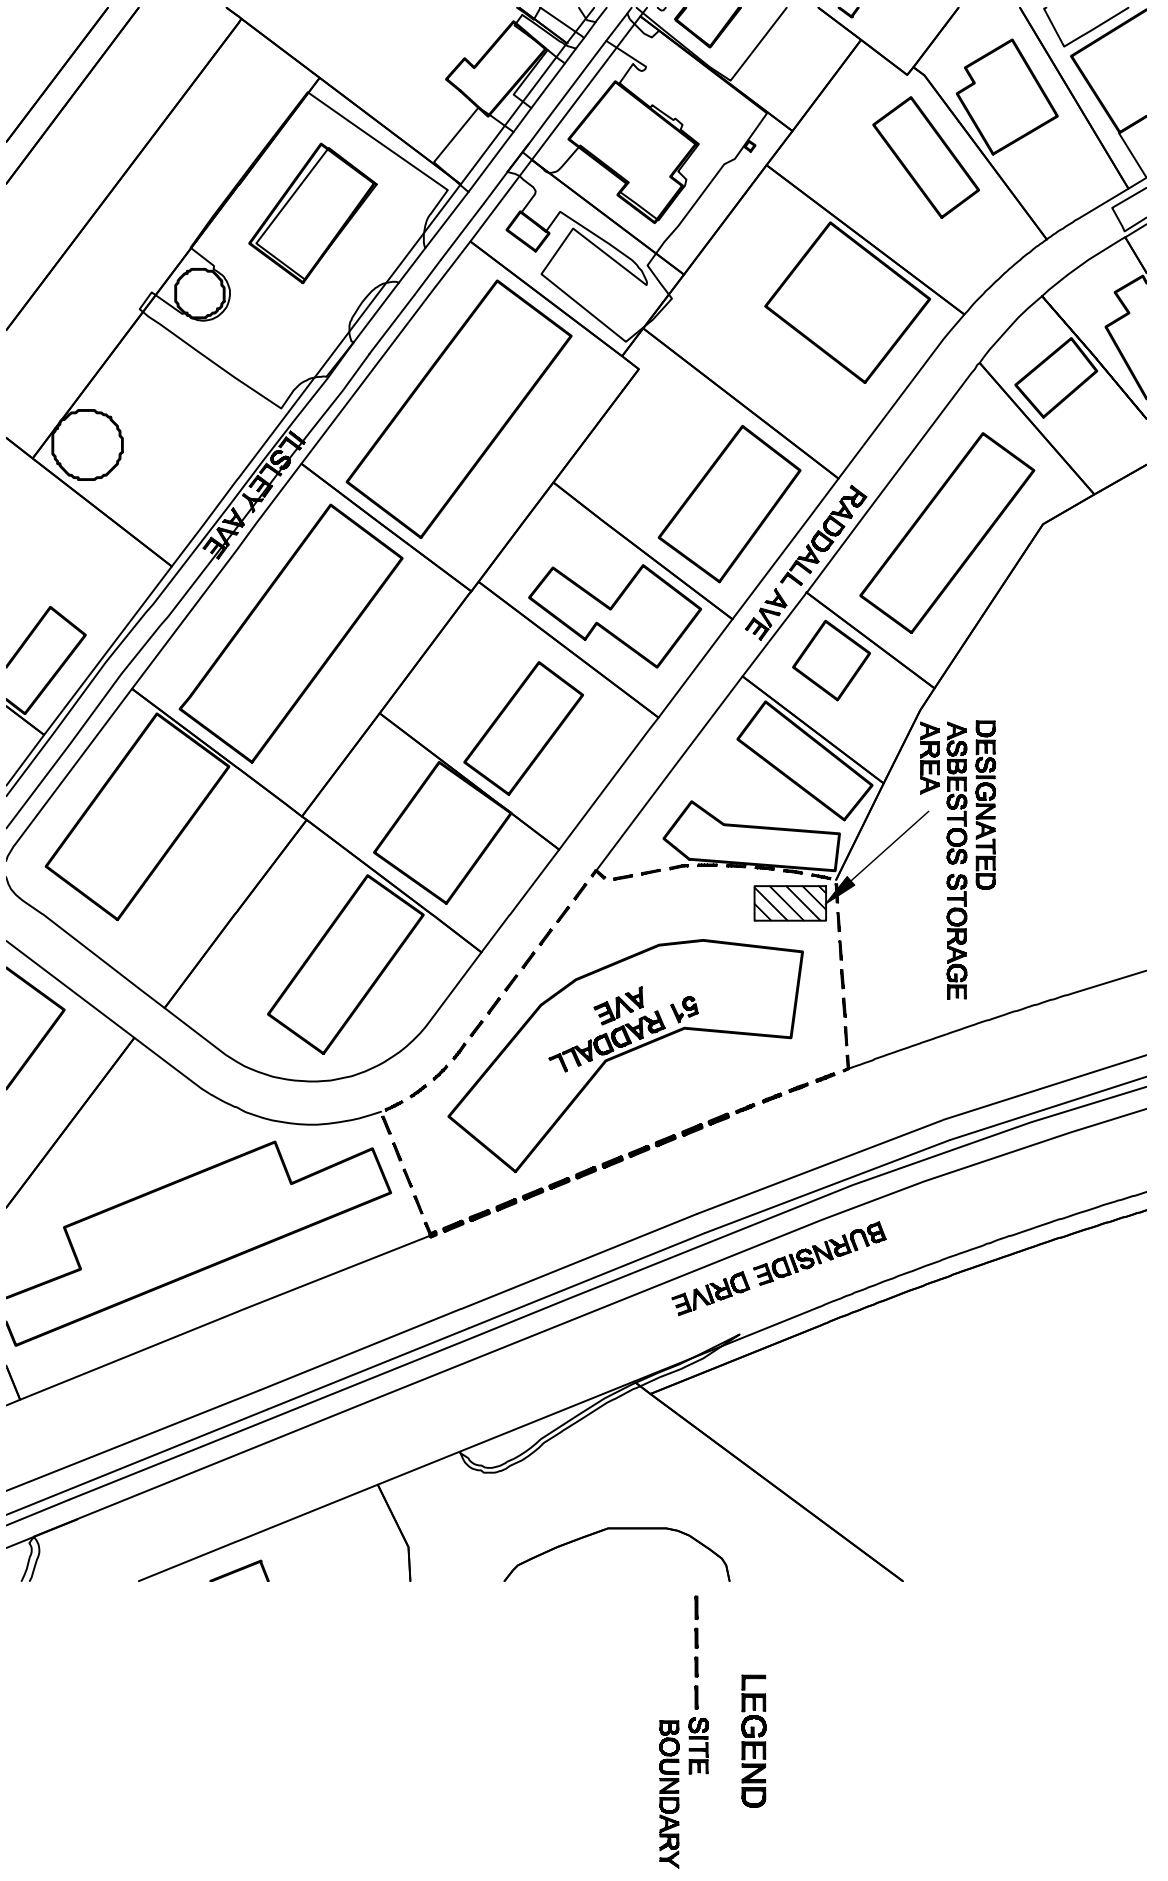 ILSLEY AVE
RADDALL AVE
DESIGNATED
ASBESTOS STORAGE
AREA
51 RADDALL
AVE
BURNSIDE DRIVE
LEGEND
SITE
BOUNDARY